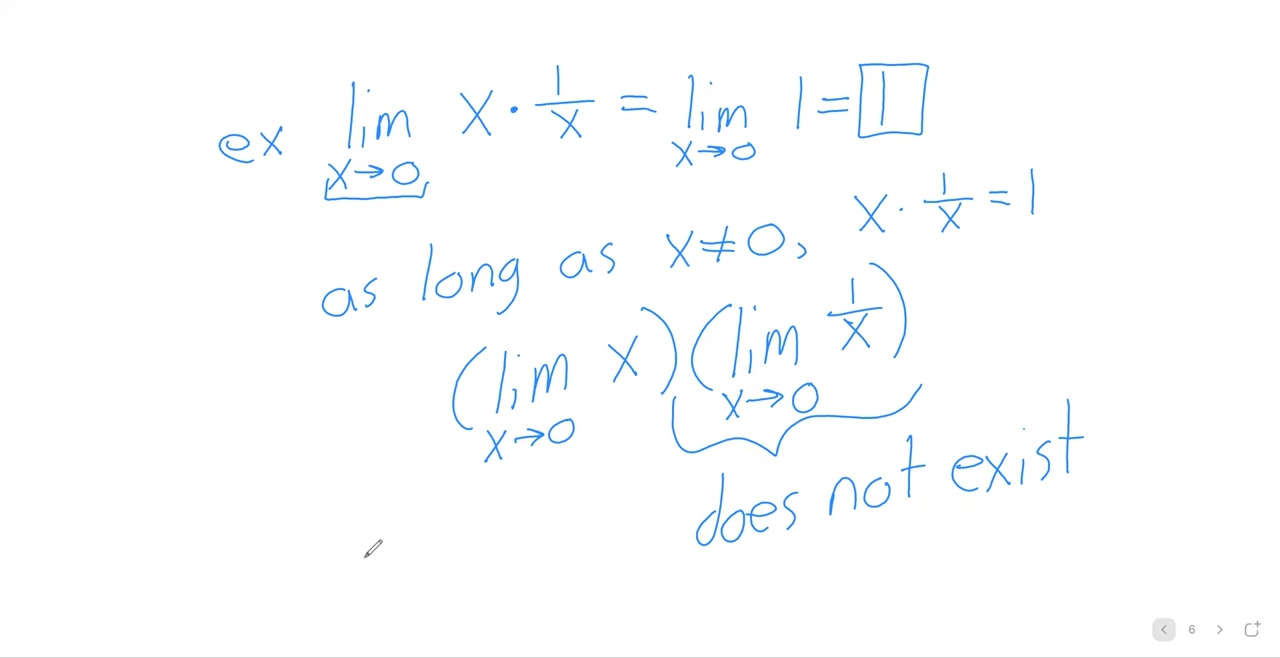 ex lim x→0 x · 1/x = lim x→0 1 = 1
as long as x ≠ 0, x · 1/x = 1
(lim x→0 x) (lim x→0 1/x)
does not exist
6